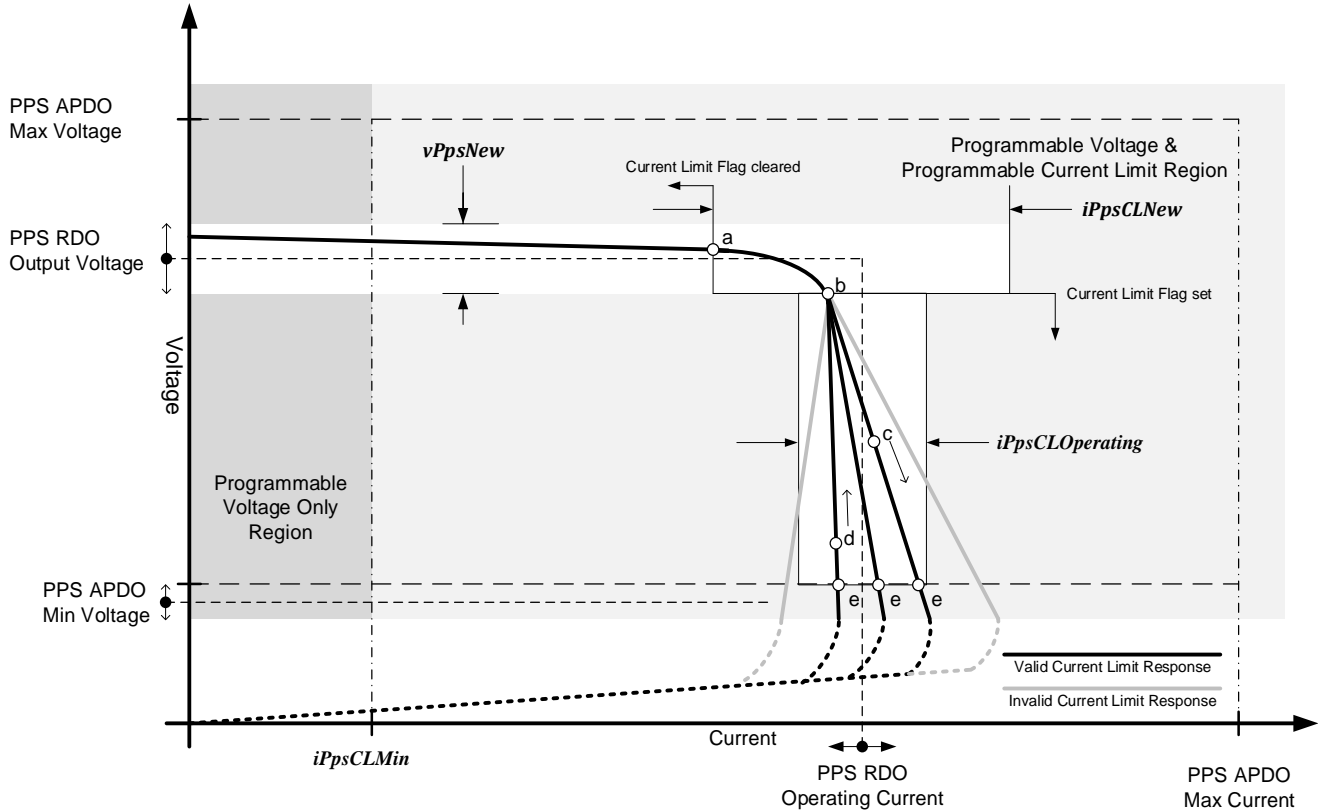 PPS APDO
Max Voltage
vPpsNew
Current Limit Flag cleared
Programmable Voltage &
Programmable Current Limit Region
iPpsCLNew
PPS RDO
Output Voltage
a
b
Current Limit Flag set
Voltage
c
iPpsCLOperating
Programmable
Voltage Only
Region
d
PPS APDO
Min Voltage
e
e
e
Valid Current Limit Response
Invalid Current Limit Response
Current
iPpsCLMin
PPS RDO
Operating Current
PPS APDO
Max Current